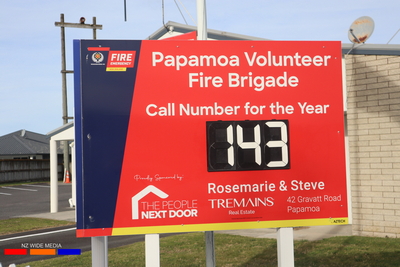 FIRE
EMERGENCY
Papamoa Volunteer
Fire Brigade
Call Number for the Year
143
Proudly Sponsored by:
THE PEOPLE
NEXT DOOR
Rosemarie & Steve
TREMAINS
Real Estate
42 Gravatt Road
Papamoa
NZ WIDE MEDIA